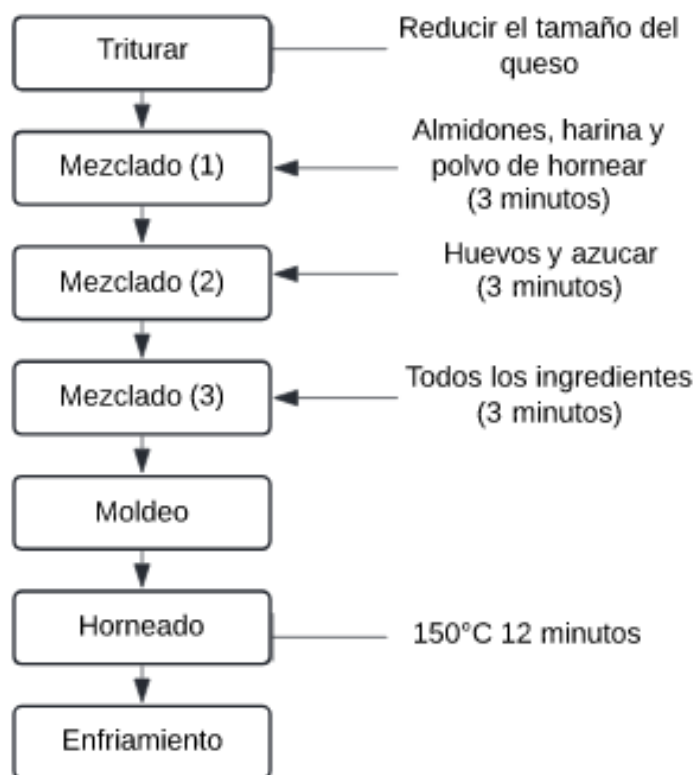 Triturar
Reducir el tamaño del
queso
Mezclado (1)
Almidones, harina y
polvo de hornear
(3 minutos)
Mezclado (2)
Huevos y azucar
(3 minutos)
Mezclado (3)
Todos los ingredientes
(3 minutos)
Moldeo
Horneado
150°C 12 minutos
Enfriamiento